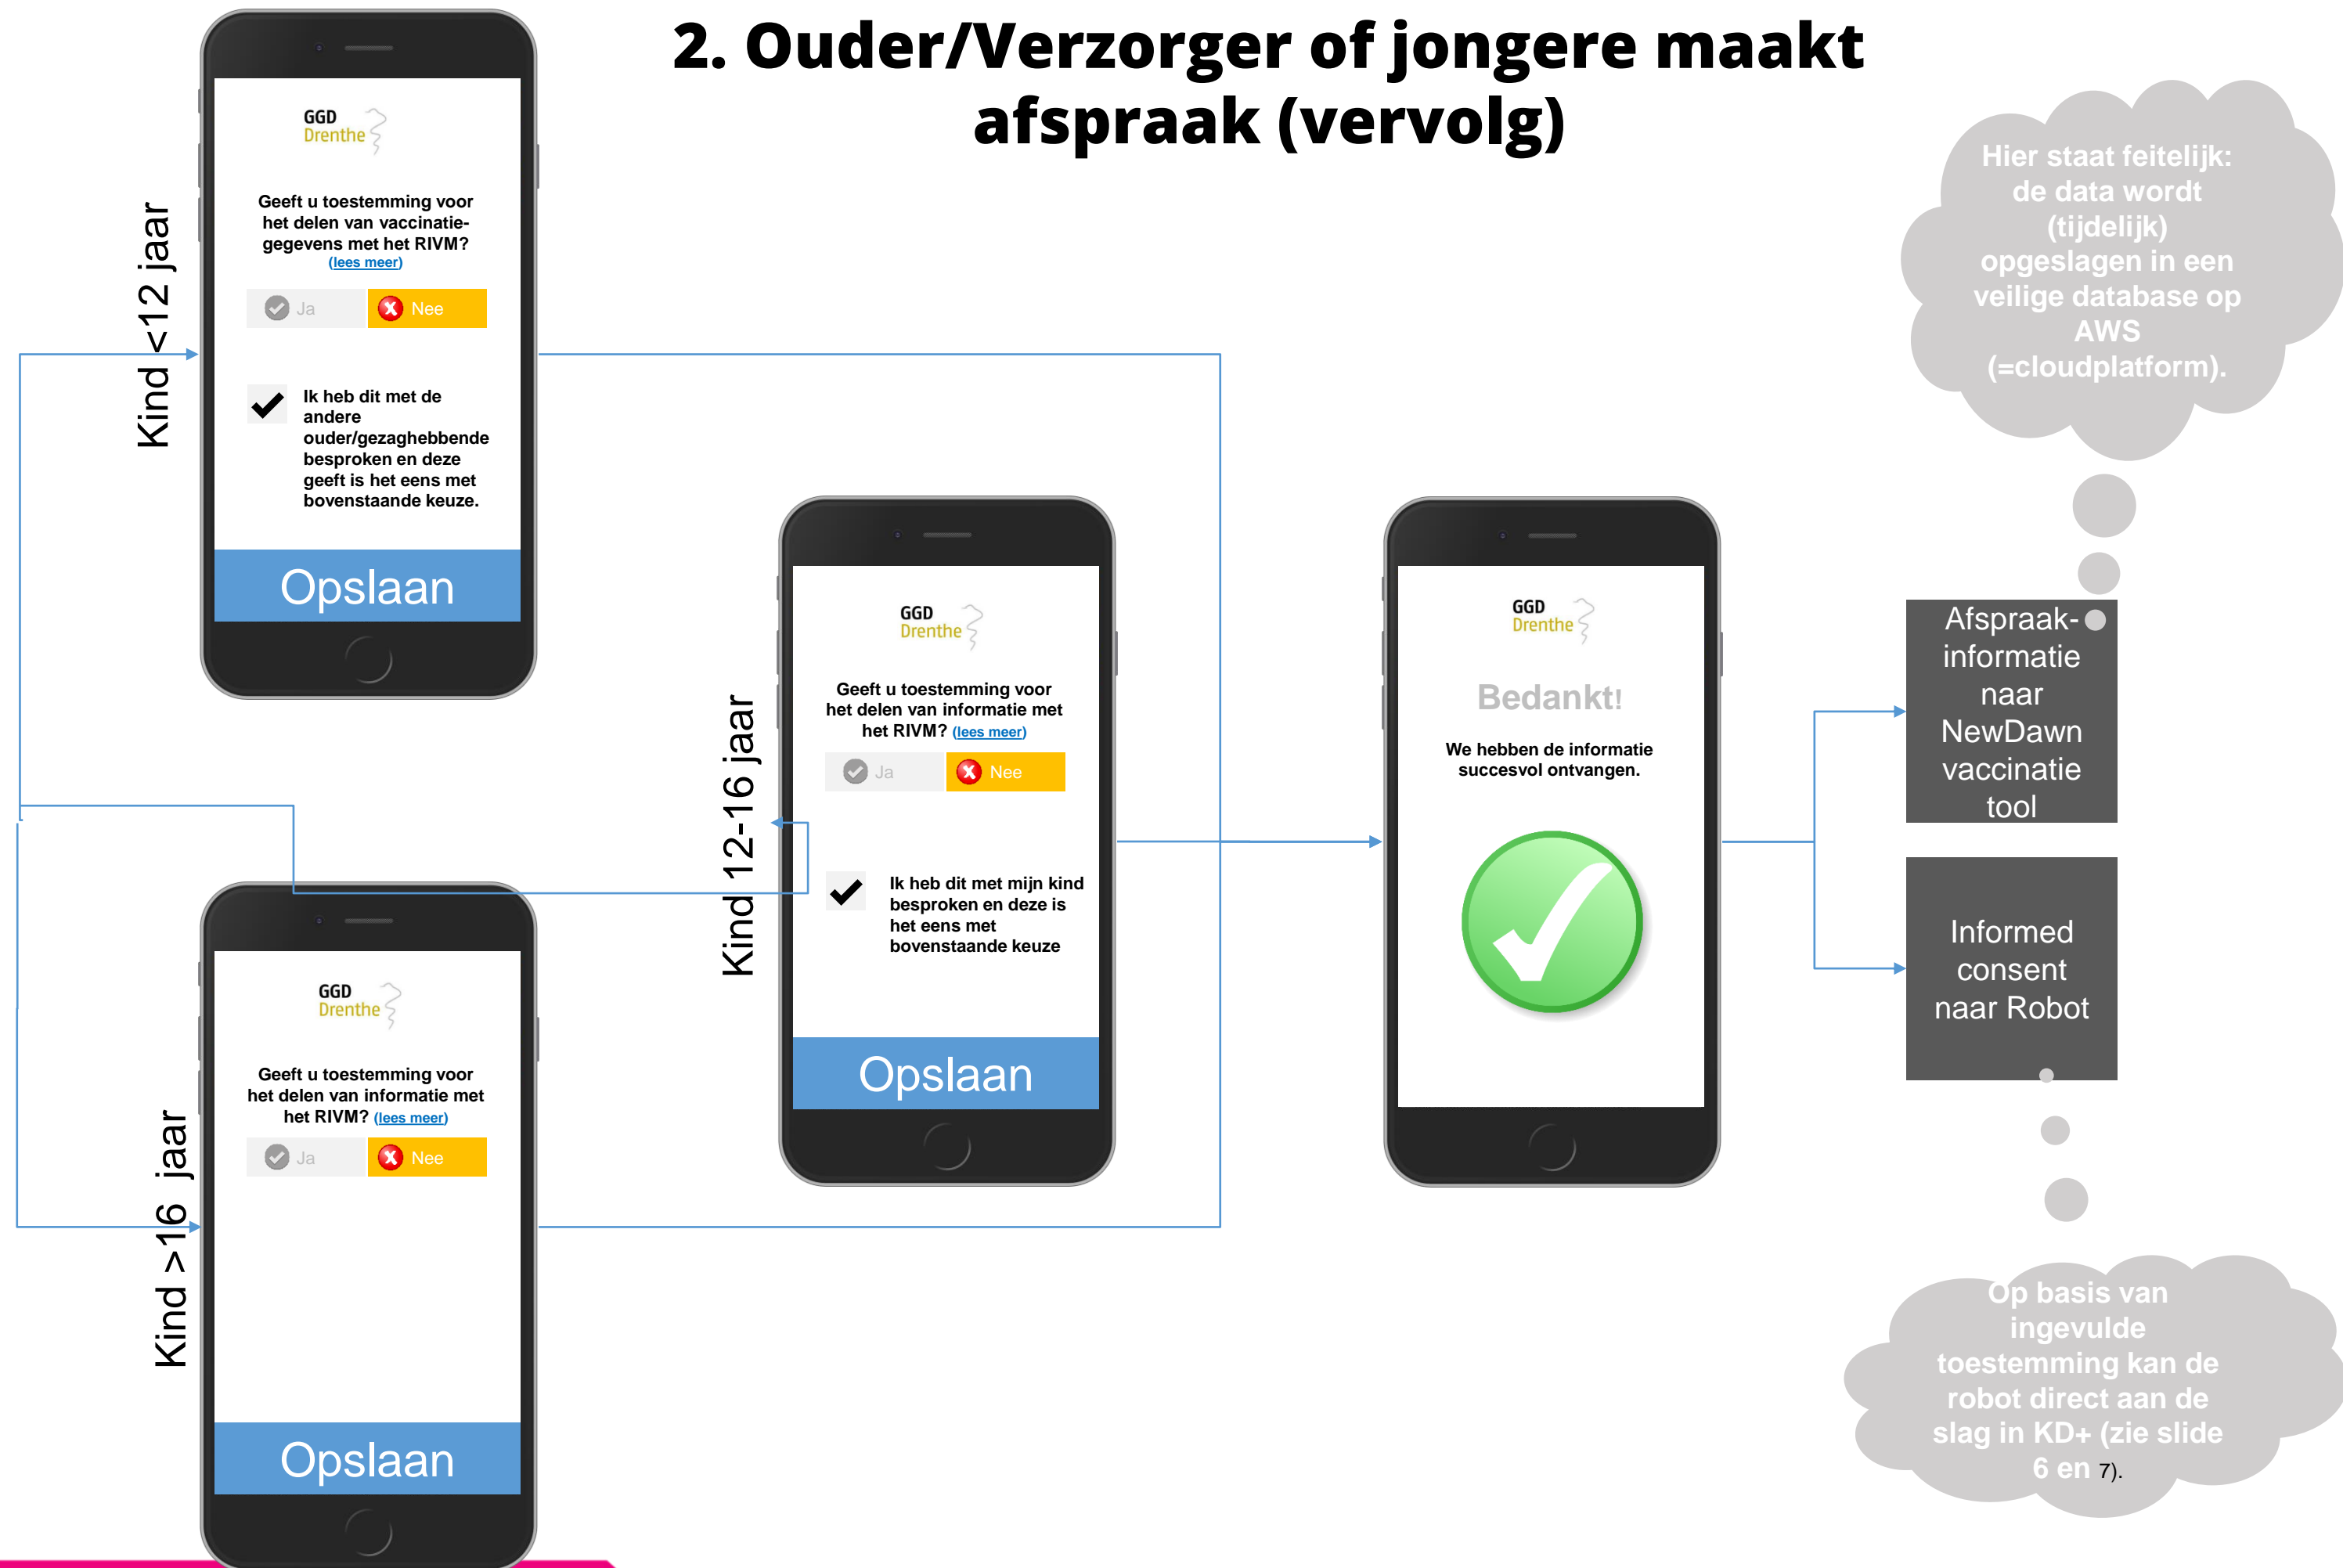 2. Ouder/Verzorger of jongere maakt
afspraak (vervolg)
Kind <12 jaar
GGD
Drenthe
Geeft u toestemming voor
het delen van vaccinatie-
gegevens met het RIVM?
(lees meer)
Ja
Nee
Ik heb dit met de
andere
ouder/gezaghebbende
besproken en deze
geeft is het eens met
bovenstaande keuze.
Opslaan
Kind >16 jaar
GGD
Drenthe
Geeft u toestemming voor
het delen van informatie met
het RIVM? (lees meer)
Ja
Nee
Opslaan
Kind 12-16 jaar
GGD
Drenthe
Geeft u toestemming voor
het delen van informatie met
het RIVM? (lees meer)
Ja
Nee
Ik heb dit met mijn kind
besproken en deze is
het eens met
bovenstaande keuze
Opslaan
GGD
Drenthe
Bedankt!
We hebben de informatie
succesvol ontvangen.
Hier staat feitelijk:
de data wordt
(tijdelijk)
opgeslagen in een
veilige database op
AWS
(=cloudplatform).
Afspraak-
informatie
naar
NewDawn
vaccinatie
tool
Informed
consent
naar Robot
Op basis van
ingevulde
toestemming kan de
robot direct aan de
slag in KD+ (zie slide
6 en 7).